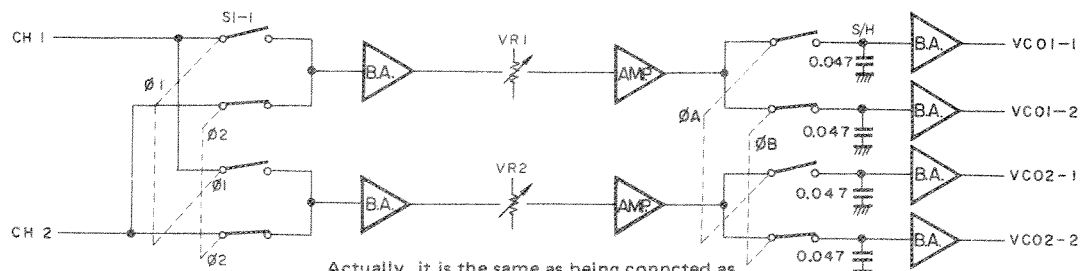 S1-1
CH 1
Ø1
Ø2
B.A.
VR1
AMP.
ØA
S/H
0.047
B.A.
VCO1-1
0.047
B.A.
VCO1-2
ØB
Ø1
CH 2
Ø2
B.A.
VR2
AMP.
0.047
B.A.
VCO2-1
0.047
B.A.
VCO2-2
Actually, it is the same as being conncted as